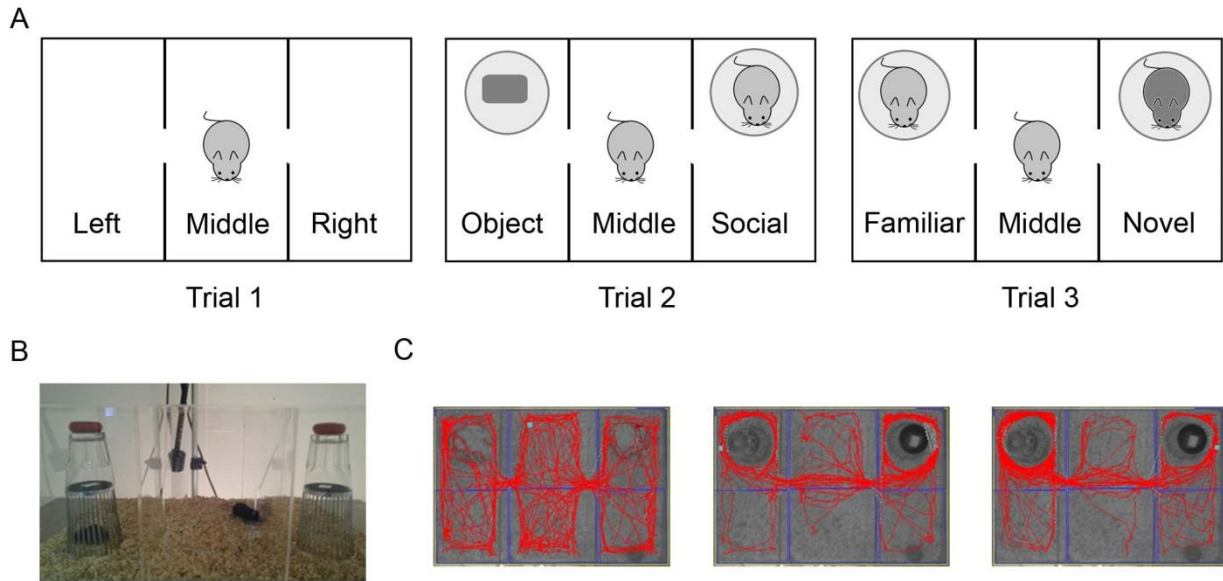 A
Left Middle Right
Object Middle Social
Familiar Middle Novel
Trial 1
Trial 2
Trial 3
B
C